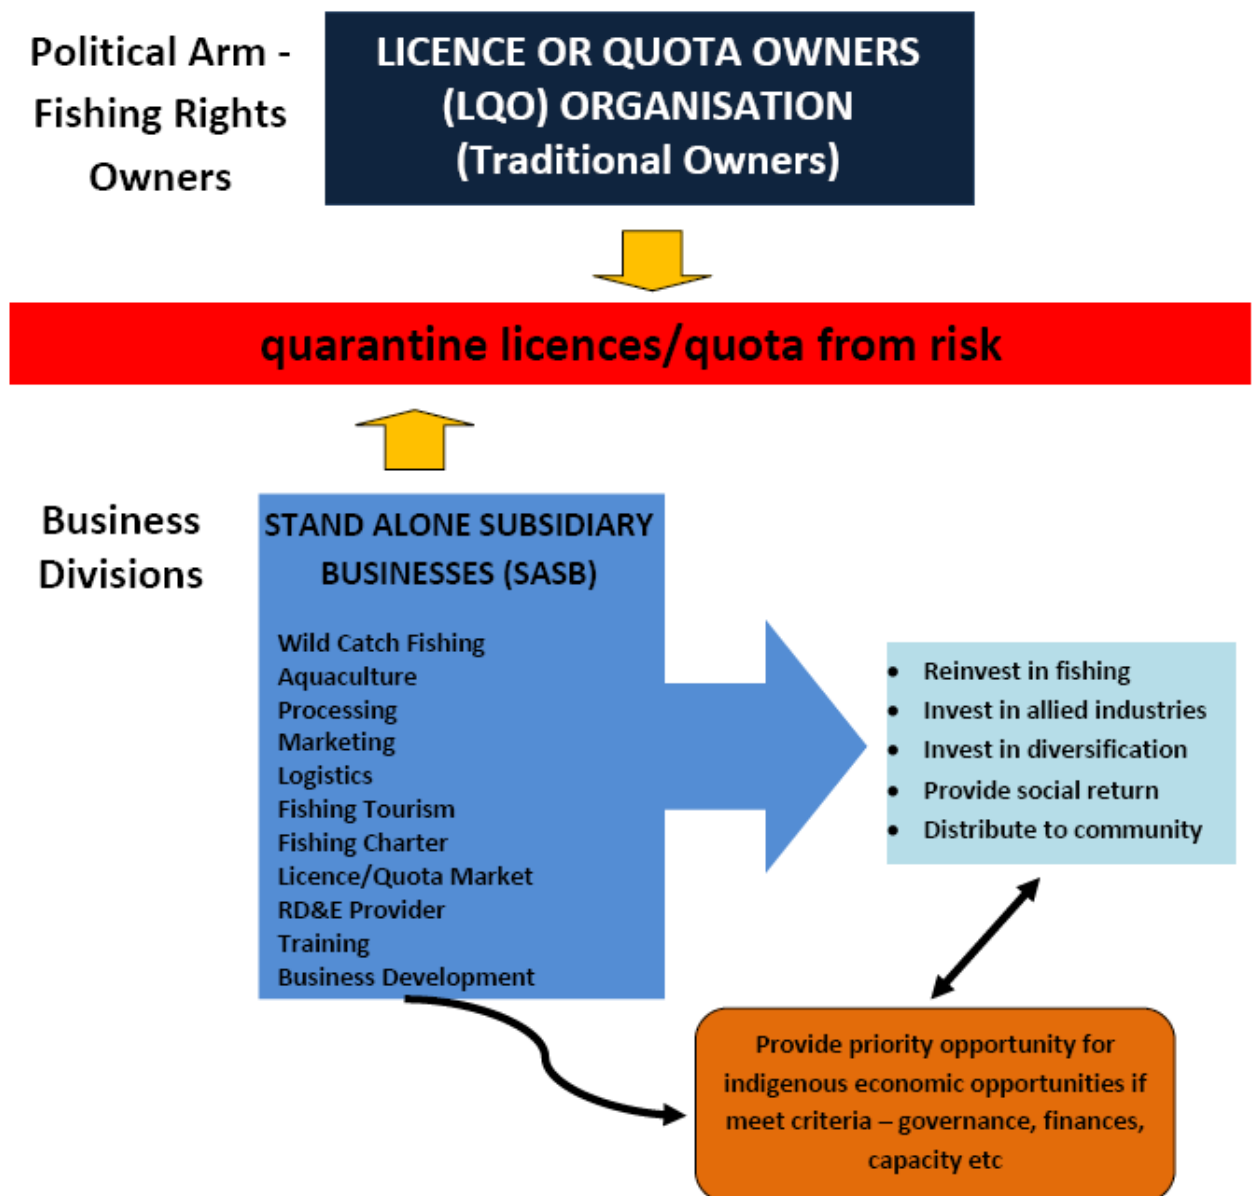 Political Arm -
Fishing Rights
Owners
LICENCE OR QUOTA OWNERS
(LQO) ORGANISATION
(Traditional Owners)
quarantine licences/quota from risk
Business
Divisions
STAND ALONE SUBSIDIARY
BUSINESSES (SASB)
Wild Catch Fishing
Aquaculture
Processing
Marketing
Logistics
Fishing Tourism
Fishing Charter
Licence/Quota Market
RD&E Provider
Training
Business Development
• Reinvest in fishing
• Invest in allied industries
• Invest in diversification
• Provide social return
• Distribute to community
Provide priority opportunity for
indigenous economic opportunities if
meet criteria – governance, finances,
capacity etc